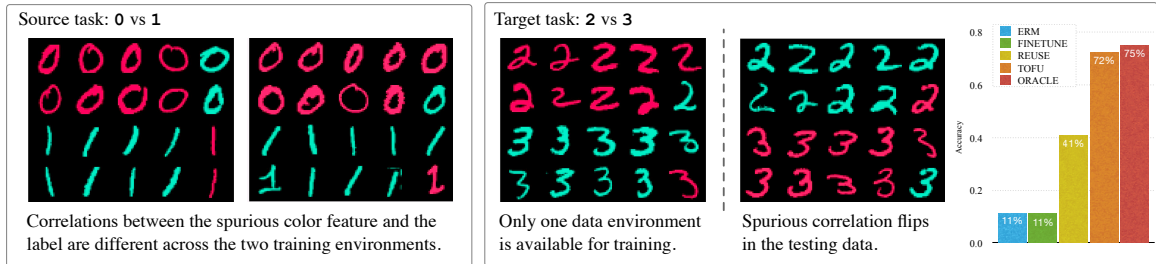 Source task: 0 vs 1
Correlations between the spurious color feature and the
label are different across the two training environments.
Target task: 2 vs 3
Only one data environment
is available for training.
Spurious correlation flips
in the testing data.
ERM
FINETUNE
REUSE
TOFU
ORACLE
Accuracy
0.8
0.6
0.4
0.2
0.0
11%
11%
41%
72%
75%